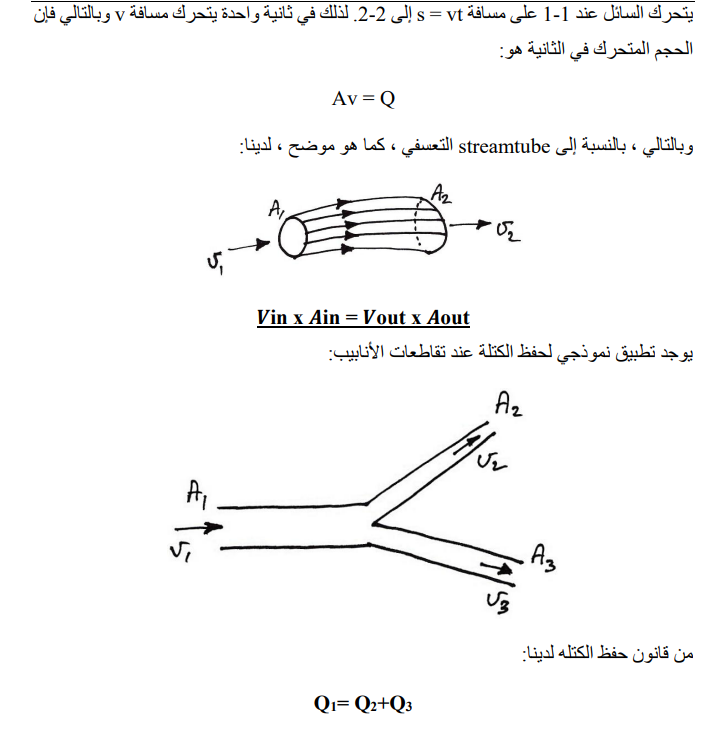 يتحرك السائل عند 1-1 على مسافة s = vt إلى 2-2. لذلك في ثانية واحدة يتحرك مسافة v وبالتالي فإن
الحجم المتحرك في الثانية هو:
Av = Q
وبالتالي ، بالنسبة إلى streamtube التعسفي ، كما هو موضح ، لدينا:
A₁ A₂
v₁ v₂
Vin x Ain = Vout x Aout
يوجد تطبيق نموذجي لحفظ الكتلة عند تقاطعات الأنابيب:
A₂
v₂
A₁
v₁
A₃
v₃
من قانون حفظ الكتله لدينا:
Q₁= Q₂+Q₃